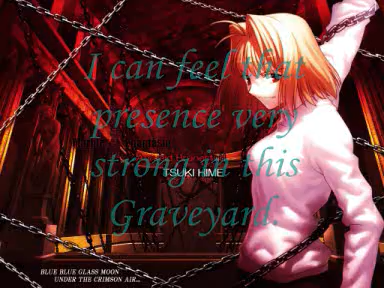 I can feel that
presence very
strong in this
Graveyard.
TSUKI HIME
BLUE BLUE GLASS MOON
UNDER THE CRIMSON AIR...